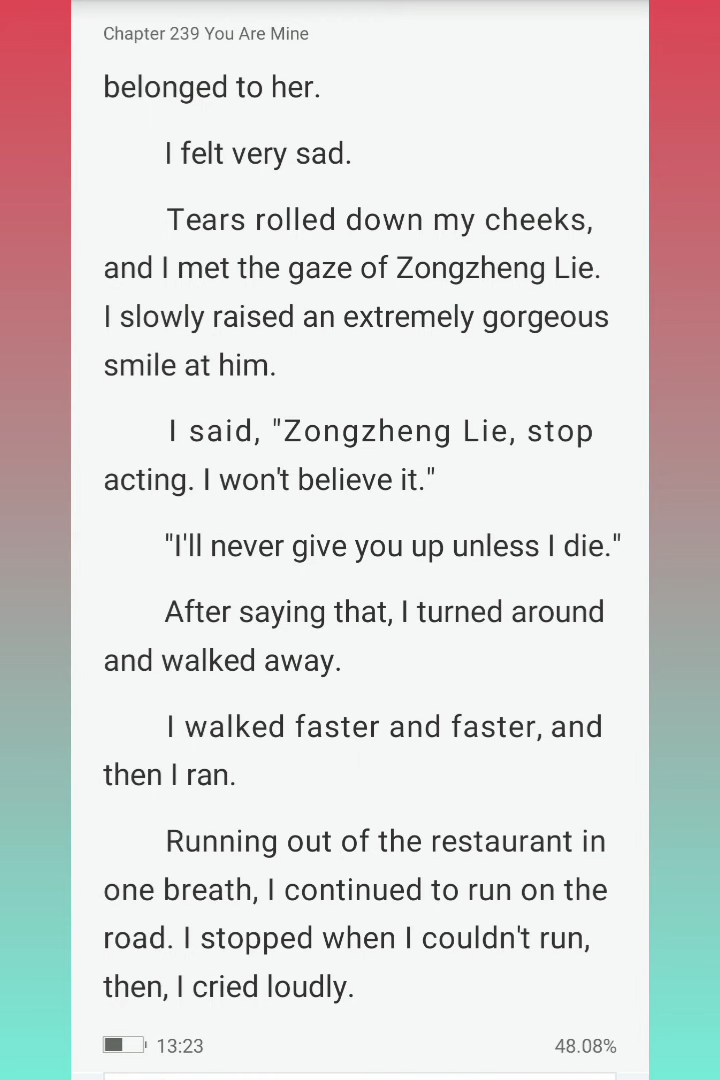 Chapter 239 You Are Mine
belonged to her.
I felt very sad.
Tears rolled down my cheeks,
and I met the gaze of Zongzheng Lie.
I slowly raised an extremely gorgeous
smile at him.
I said, "Zongzheng Lie, stop
acting. I won't believe it."
"I'll never give you up unless I die."
After saying that, I turned around
and walked away.
I walked faster and faster, and
then I ran.
Running out of the restaurant in
one breath, I continued to run on the
road. I stopped when I couldn't run,
then, I cried loudly.
13:23 48.08%